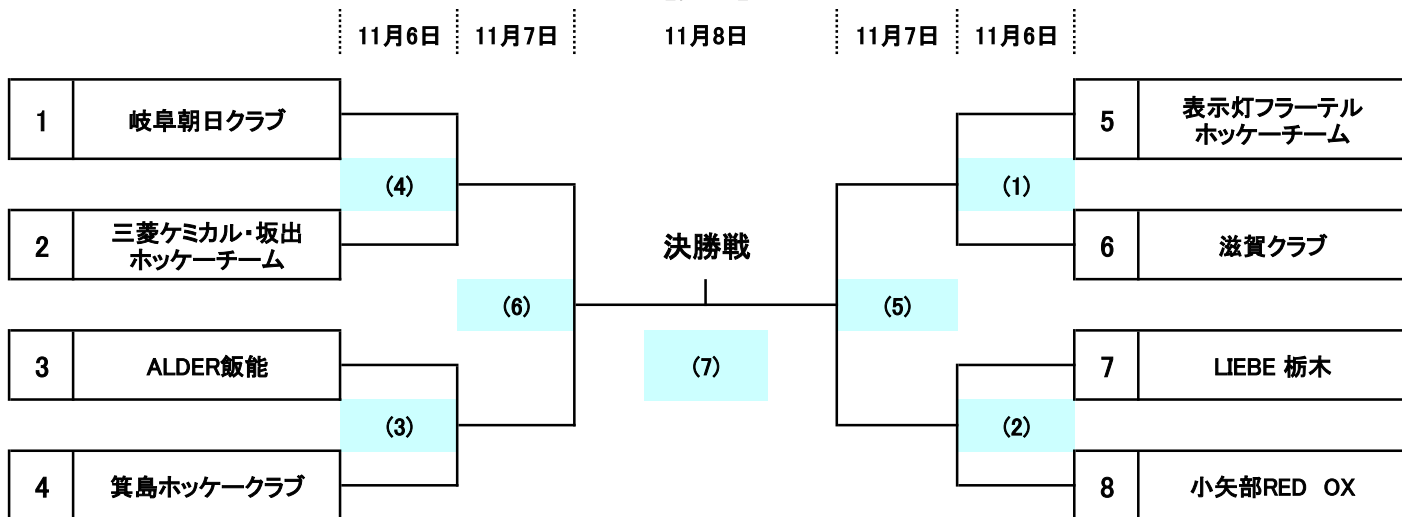 11月6日 11月7日 11月8日 11月7日 11月6日
1 岐阜朝日クラブ
(4)
2 三菱ケミカル・坂出
ホッケーチーム
3 ALDER飯能
(3)
4 箕島ホッケークラブ
(6)
決勝戦
(7)
(5)
5 表示灯フラーテル
ホッケーチーム
(1)
6 滋賀クラブ
7 LIEBE 栃木
(2)
8 小矢部RED OX